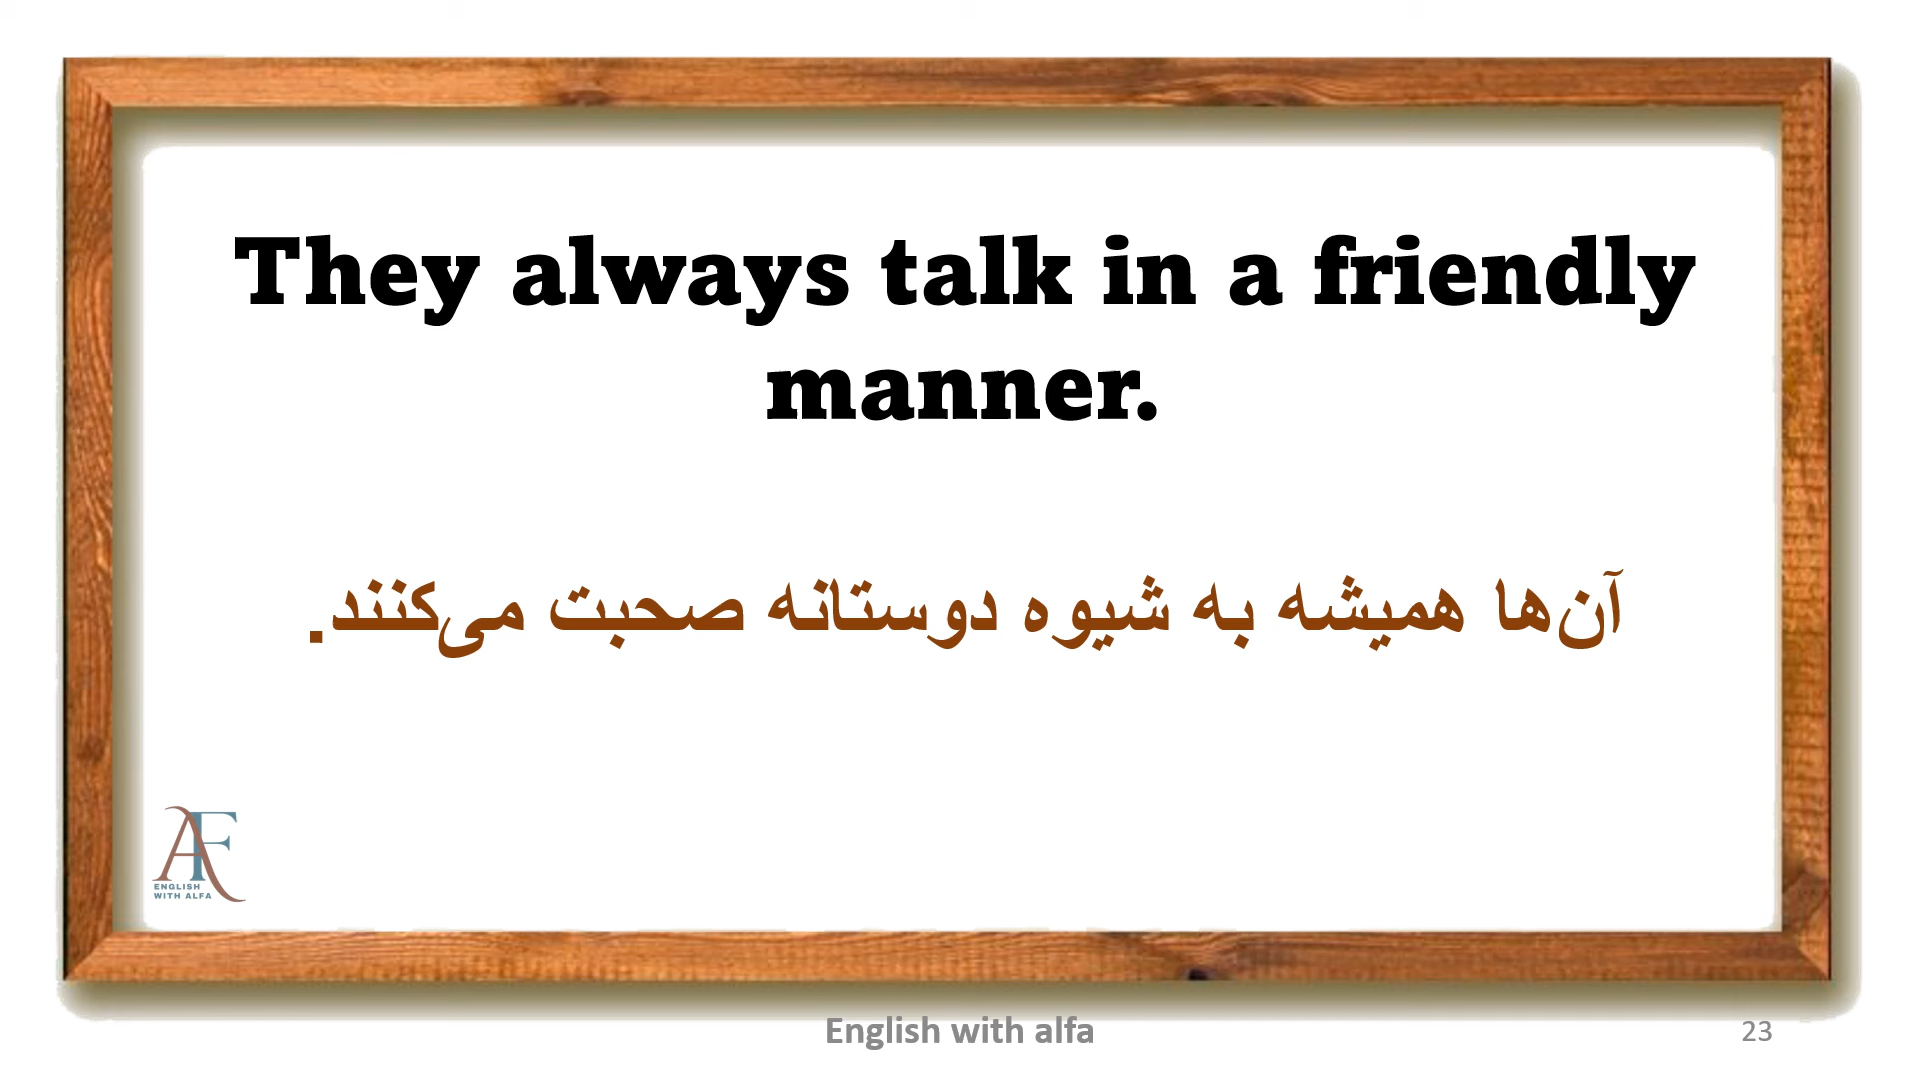 They always talk in a friendly
manner.
آن‌ها همیشه به شیوه دوستانه صحبت می‌کنند.
AF
ENGLISH
WITH ALFA
English with alfa
23